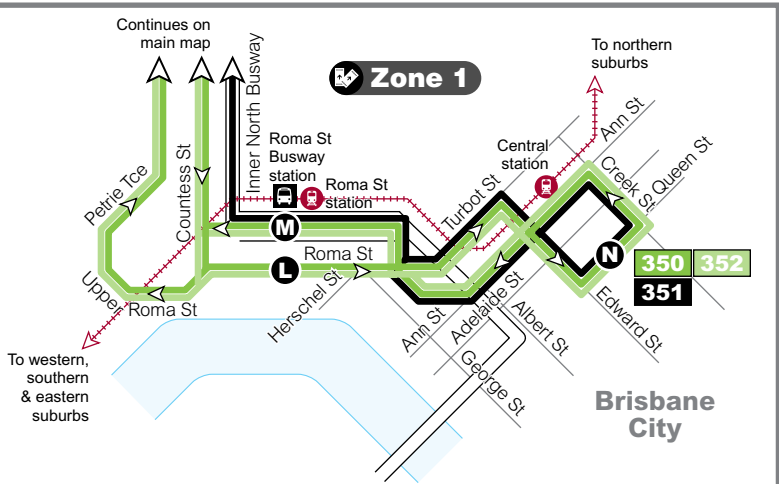 Continues on
main map
To northern
suburbs
Zone 1
Inner North Busway
Ann St
Roma St
Busway
station
Central
station
Creek St
Queen St
Petrie Tce
Countess St
Roma St
station
Turbot St
M
Roma St
L
N
350 352
351
Upper
Roma St
Herschel St
Ann St
Adelaide St
Albert St
Edward St
George St
To western,
southern
& eastern
suburbs
Brisbane
City